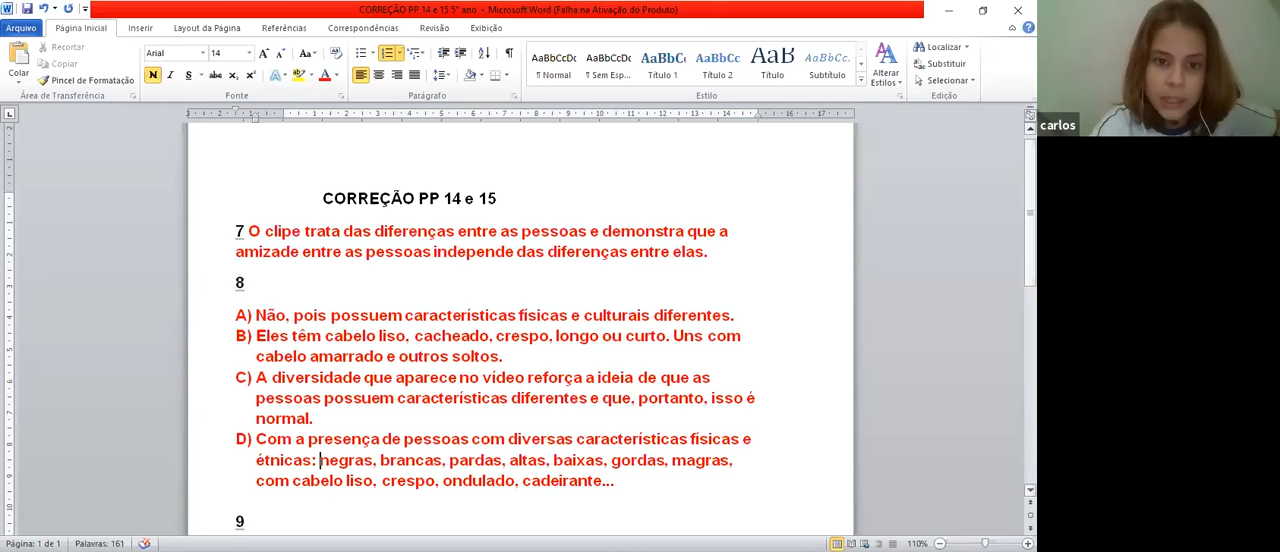 CORREÇÃO PP 14 e 15 5° ano - Microsoft Word (Falha na Ativação do Produto)
Arquivo Página Inicial Inserir Layout da Página Referências Correspondências Revisão Exibição
Recortar
Copiar
Pincel de Formatação
Colar
Área de Transferência
Arial 14
Fonte
Parágrafo
AaBbCcDc AaBbCcDc AaBbCc AaBbCc AaB AaBbCc.
¶ Normal ¶ Sem Esp... Título 1 Título 2 Título Subtítulo
Alterar Estilos
Estilo
Localizar
Substituir
Selecionar
Edição
carlos
CORREÇÃO PP 14 e 15
7 O clipe trata das diferenças entre as pessoas e demonstra que a
amizade entre as pessoas independe das diferenças entre elas.
8
A) Não, pois possuem características físicas e culturais diferentes.
B) Eles têm cabelo liso, cacheado, crespo, longo ou curto. Uns com
cabelo amarrado e outros soltos.
C) A diversidade que aparece no vídeo reforça a ideia de que as
pessoas possuem características diferentes e que, portanto, isso é
normal.
D) Com a presença de pessoas com diversas características físicas e
étnicas: negras, brancas, pardas, altas, baixas, gordas, magras,
com cabelo liso, crespo, ondulado, cadeirante...
9
Página: 1 de 1 Palavras: 161 110%